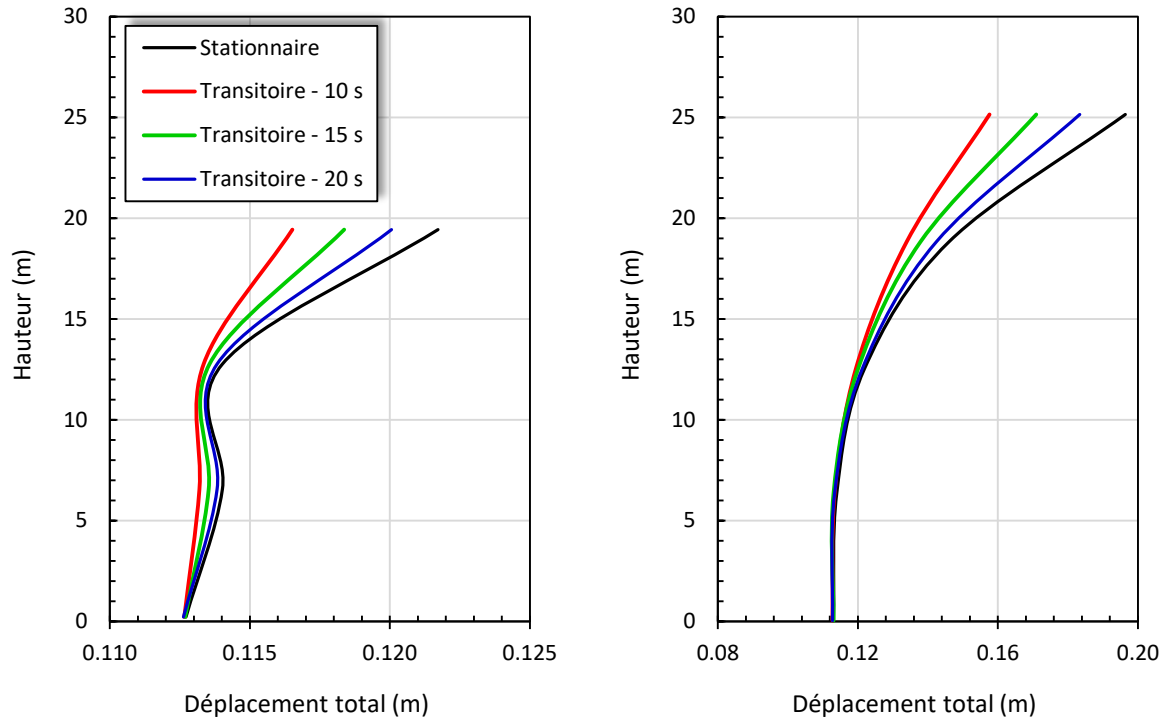 30
25
20
15
10
5
0
Hauteur (m)
Stationnaire
Transitoire - 10 s
Transitoire - 15 s
Transitoire - 20 s
0.110
0.115
0.120
0.125
Déplacement total (m)
30
25
20
15
10
5
0
Hauteur (m)
0.08
0.12
0.16
0.20
Déplacement total (m)